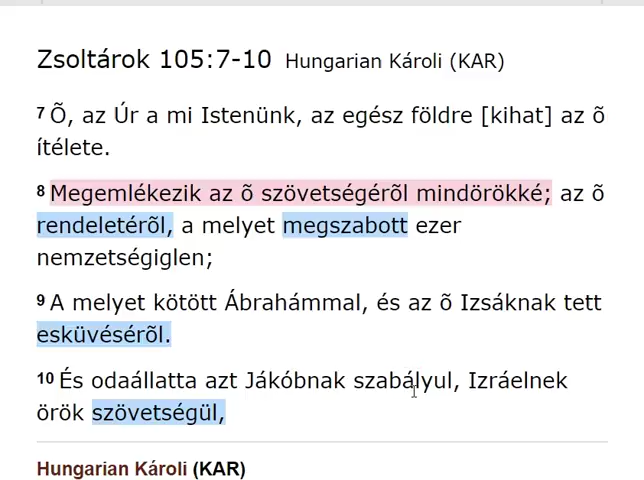 Zsoltárok 105:7-10 Hungarian Károli (KAR)
7 Õ, az Úr a mi Istenünk, az egész földre [kihat] az õ
ítélete.
8 Megemlékezik az õ szövetségérõl mindörökké; az õ
rendeletérõl, a melyet megszabott ezer
nemzetségiglen;
9 A melyet kötött Ábrahámmal, és az õ Izsáknak tett
esküvésérõl.
10 És odaállatta azt Jákóbnak szabályul, Izráelnek
örök szövetségül,
Hungarian Károli (KAR)